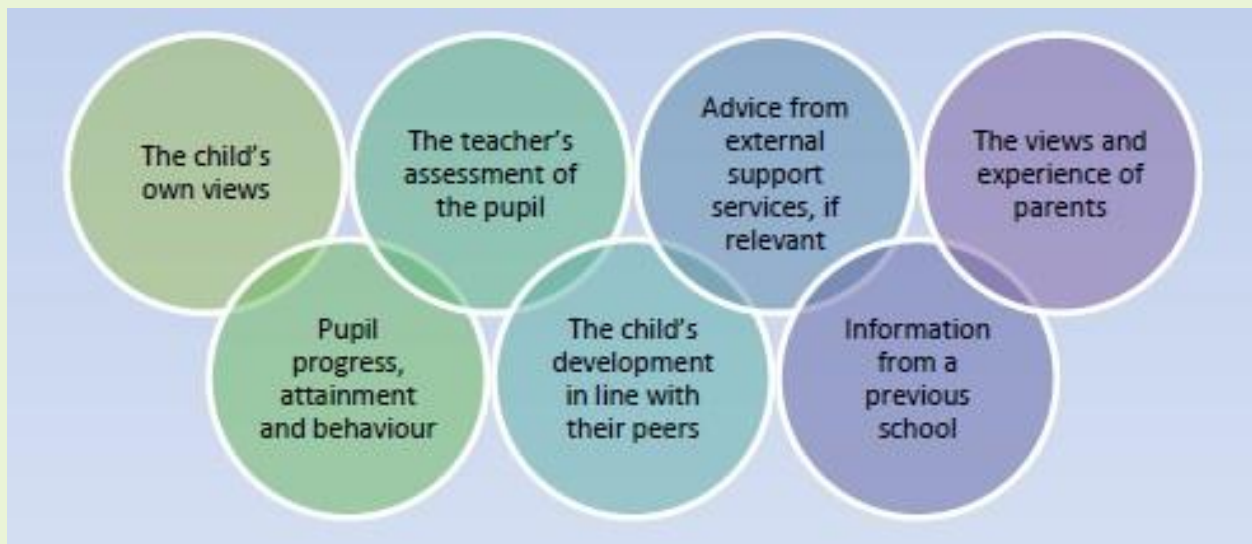 The child's
own views
The teacher's
assessment of
the pupil
Advice from
external
support
services, if
relevant
The views and
experience of
parents
Pupil
progress,
attainment
and behaviour
The child's
development
in line with
their peers
Information
from a
previous
school